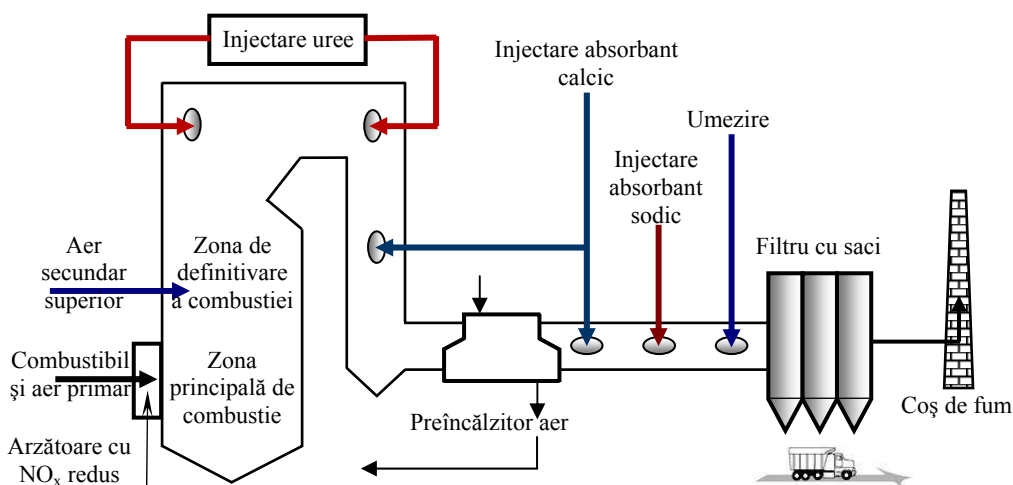 Injectare uree
Injectare absorbant
calcic
Umezire
Injectare
absorbant
sodic
Filtru cu saci
Aer
secundar
superior
Zona de
definitivare
a combustiei
Combustibil
şi aer primar
Zona
principală de
combustie
Preîncălzitor aer
Coş de fum
Arzătoare cu
NOx redus